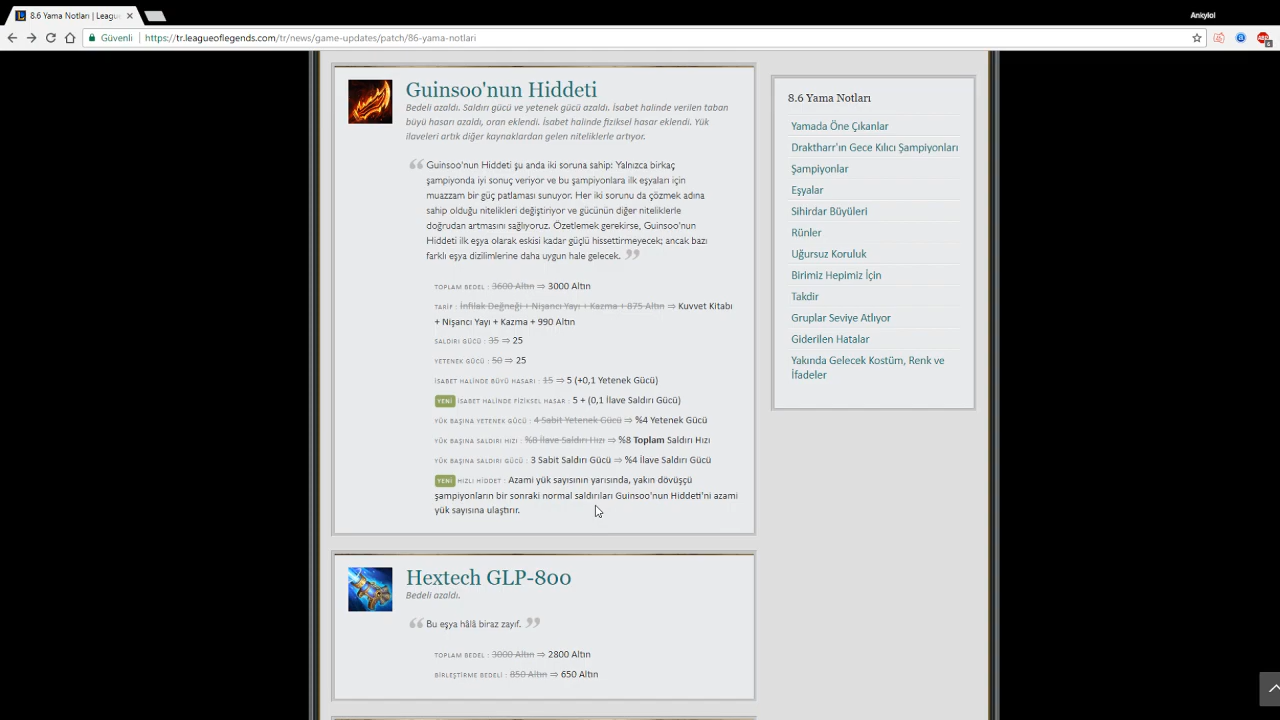 8.6 Yama Notları | Leagu
Aniçylol
Güvenli
https://tr.leagueoflegends.com/tr/news/game-updates/patch/86-yama-notlari
Guinsoo'nun Hiddeti
Bedeli azaldı. Saldırı gücü ve yetenek gücü azaldı. İsabet halinde verilen taban
büyü hasarı azaldı, oran eklendi. İsabet halinde fiziksel hasar eklendi. Yük
ilaveleri artık diğer kaynaklardan gelen niteliklerle artıyor.
Guinsoo'nun Hiddeti şu anda iki soruna sahip: Yalnızca birkaç
şampiyonda iyi sonuç veriyor ve bu şampiyonlara ilk eşyaları için
muazzam bir güç patlaması sunuyor. Her iki sorunu da çözmek adına
sahip olduğu nitelikleri değiştiriyor ve gücünün diğer niteliklerle
doğrudan artmasını sağlıyoruz. Özetlemek gerekirse, Guinsoo'nun
Hiddeti ilk eşya olarak eskisi kadar güçlü hissettirmeyecek; ancak bazı
farklı eşya dizilimlerine daha uygun hale gelecek.
TOPLAM BEDEL : 3600 Altın ⇒ 3000 Altın
TARİF : İnfilak Değneği + Nişancı Yayı + Kazma + 875 Altın ⇒ Kuvvet Kitabı
+ Nişancı Yayı + Kazma + 990 Altın
SALDIRI GÜCÜ : 35 ⇒ 25
YETENEK GÜCÜ : 50 ⇒ 25
İSABET HALİNDE BÜYÜ HASARI : 15 ⇒ 5 (+0,1 Yetenek Gücü)
YENİ İSABET HALİNDE FİZİKSEL HASAR : 5 + (0,1 İlave Saldırı Gücü)
YÜK BAŞINA YETENEK GÜCÜ : 4 Sabit Yetenek Gücü ⇒ %4 Yetenek Gücü
YÜK BAŞINA SALDIRI HIZI : %8 İlave Saldırı Hızı ⇒ %8 Toplam Saldırı Hızı
YÜK BAŞINA SALDIRI GÜCÜ : 3 Sabit Saldırı Gücü ⇒ %4 İlave Saldırı Gücü
YENİ HIZLI HİDDET : Azami yük sayısının yarısında, yakın dövüşçü
şampiyonların bir sonraki normal saldırıları Guinsoo'nun Hiddeti'ni azami
yük sayısına ulaştırır.
Hextech GLP-800
Bedeli azaldı.
Bu eşya hâlâ biraz zayıf.
TOPLAM BEDEL : 3000 Altın ⇒ 2800 Altın
BİRLEŞTİRME BEDELİ : 850 Altın ⇒ 650 Altın
8.6 Yama Notları
Yamada Öne Çıkanlar
Draktharr'ın Gece Kılıcı Şampiyonları
Şampiyonlar
Eşyalar
Sihirdar Büyüleri
Rünler
Uğursuz Koruluk
Birimiz Hepimiz İçin
Takdir
Gruplar Seviye Atlıyor
Giderilen Hatalar
Yakında Gelecek Kostüm, Renk ve
İfadeler